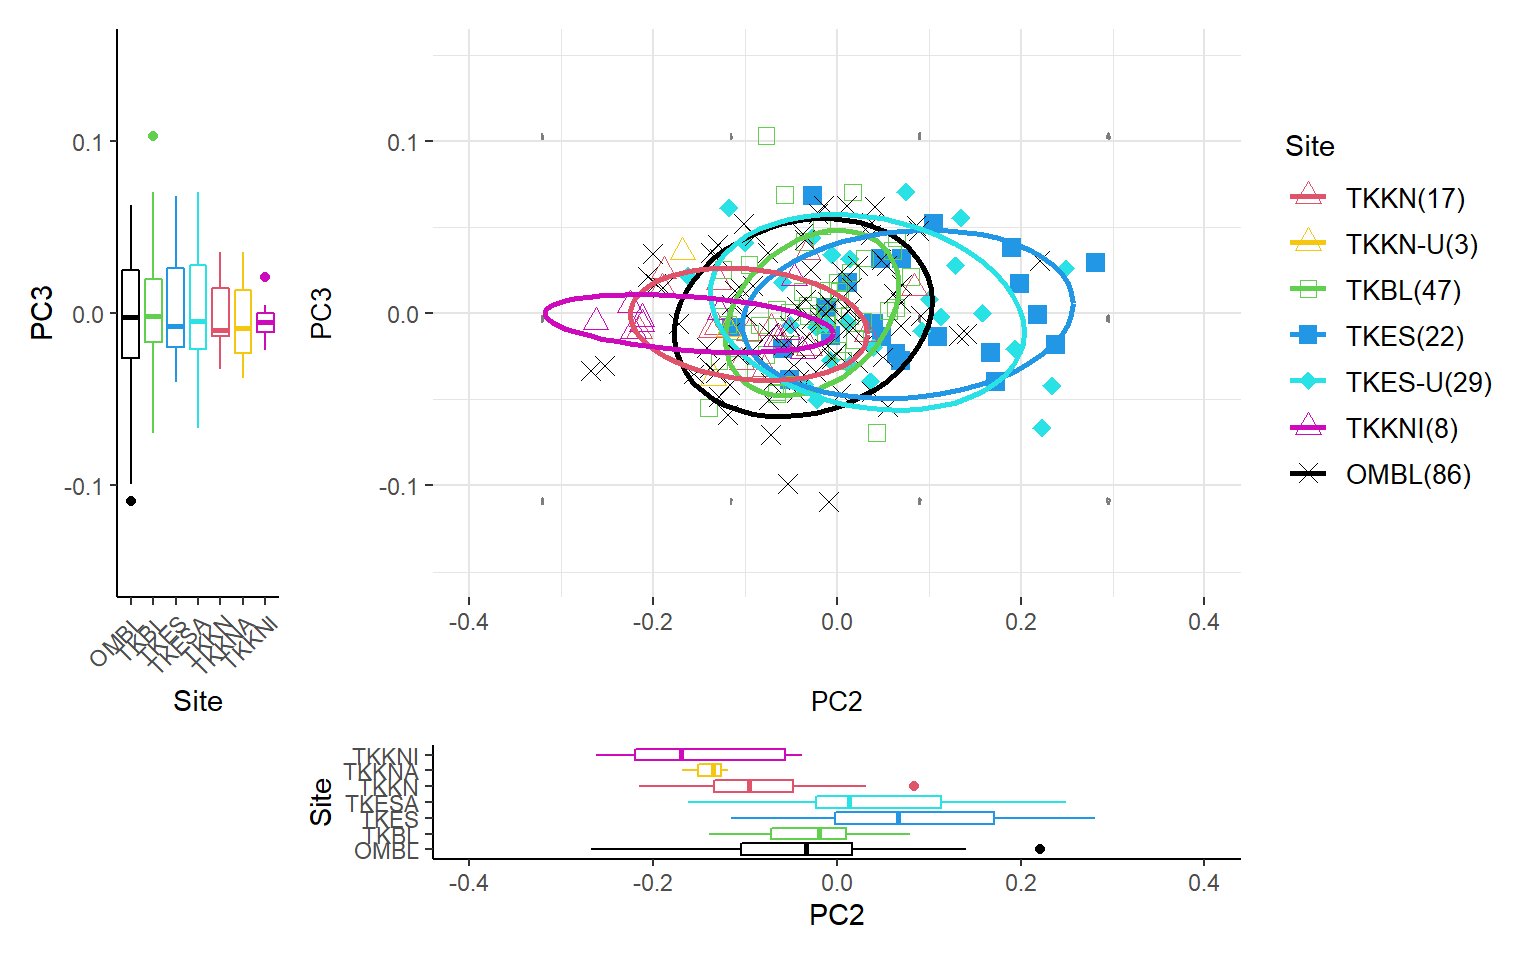 PC3
0.1
0.0
-0.1
OMBL
TKBL
TKES
TKESA
TKKN
TKKNA
TKKNI
Site
PC3
0.1
0.0
-0.1
-0.4
-0.2
0.0
0.2
0.4
PC2
Site
TKKN(17)
TKKN-U(3)
TKBL(47)
TKES(22)
TKES-U(29)
TKKNI(8)
OMBL(86)
Site
TKKNI
TKKNA
TKKN
TKESA
TKES
TKBL
OMBL
-0.4
-0.2
0.0
0.2
0.4
PC2